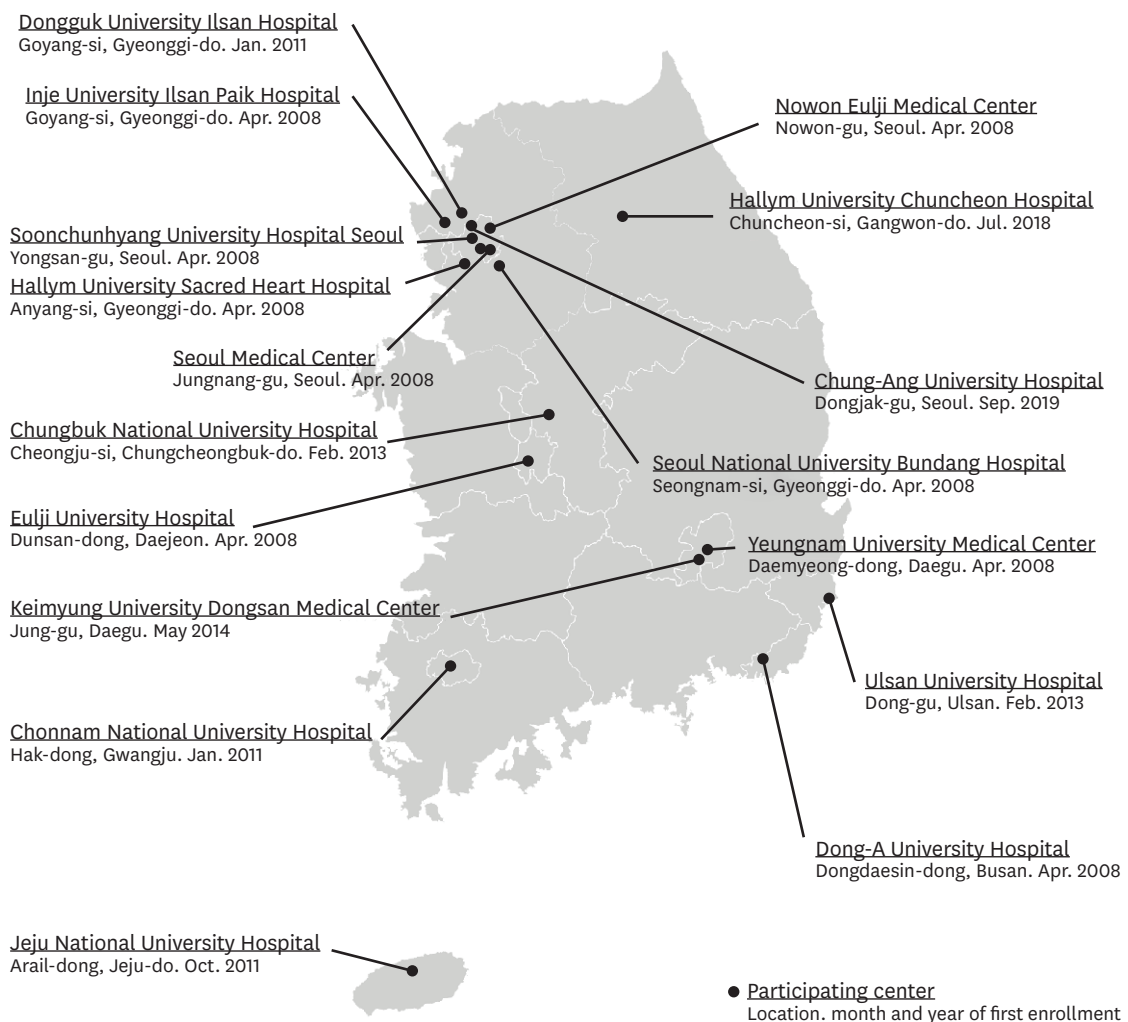 Dongguk University Ilsan Hospital
Goyang-si, Gyeonggi-do. Jan. 2011
Inje University Ilsan Paik Hospital
Goyang-si, Gyeonggi-do. Apr. 2008
Nowon Eulji Medical Center
Nowon-gu, Seoul. Apr. 2008
Hallym University Chuncheon Hospital
Chuncheon-si, Gangwon-do. Jul. 2018
Soonchunhyang University Hospital Seoul
Yongsan-gu, Seoul. Apr. 2008
Hallym University Sacred Heart Hospital
Anyang-si, Gyeonggi-do. Apr. 2008
Seoul Medical Center
Jungnang-gu, Seoul. Apr. 2008
Chung-Ang University Hospital
Dongjak-gu, Seoul. Sep. 2019
Chungbuk National University Hospital
Cheongju-si, Chungcheongbuk-do. Feb. 2013
Seoul National University Bundang Hospital
Seongnam-si, Gyeonggi-do. Apr. 2008
Eulji University Hospital
Dunsan-dong, Daejeon. Apr. 2008
Yeungnam University Medical Center
Daemyeong-dong, Daegu. Apr. 2008
Keimyung University Dongsan Medical Center
Jung-gu, Daegu. May 2014
Ulsan University Hospital
Dong-gu, Ulsan. Feb. 2013
Chonnam National University Hospital
Hak-dong, Gwangju. Jan. 2011
Dong-A University Hospital
Dongdaesin-dong, Busan. Apr. 2008
Jeju National University Hospital
Arail-dong, Jeju-do. Oct. 2011
Participating center
Location. month and year of first enrollment